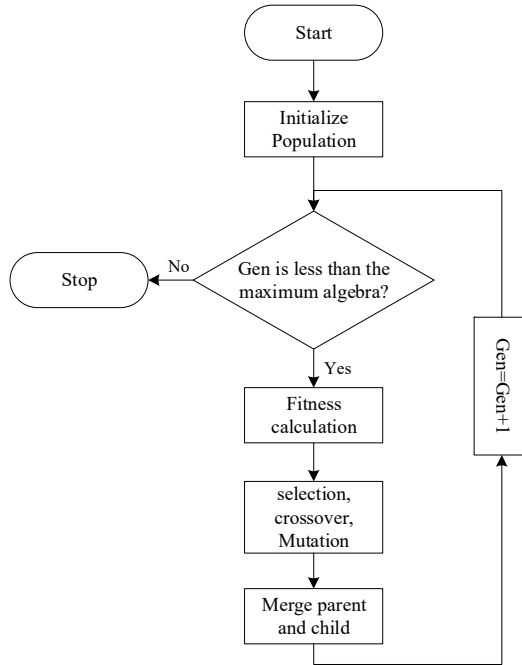 Start
Initialize
Population
Gen is less than the
maximum algebra?
No
Stop
Yes
Fitness
calculation
selection,
crossover,
Mutation
Merge parent
and child
Gen=Gen+1